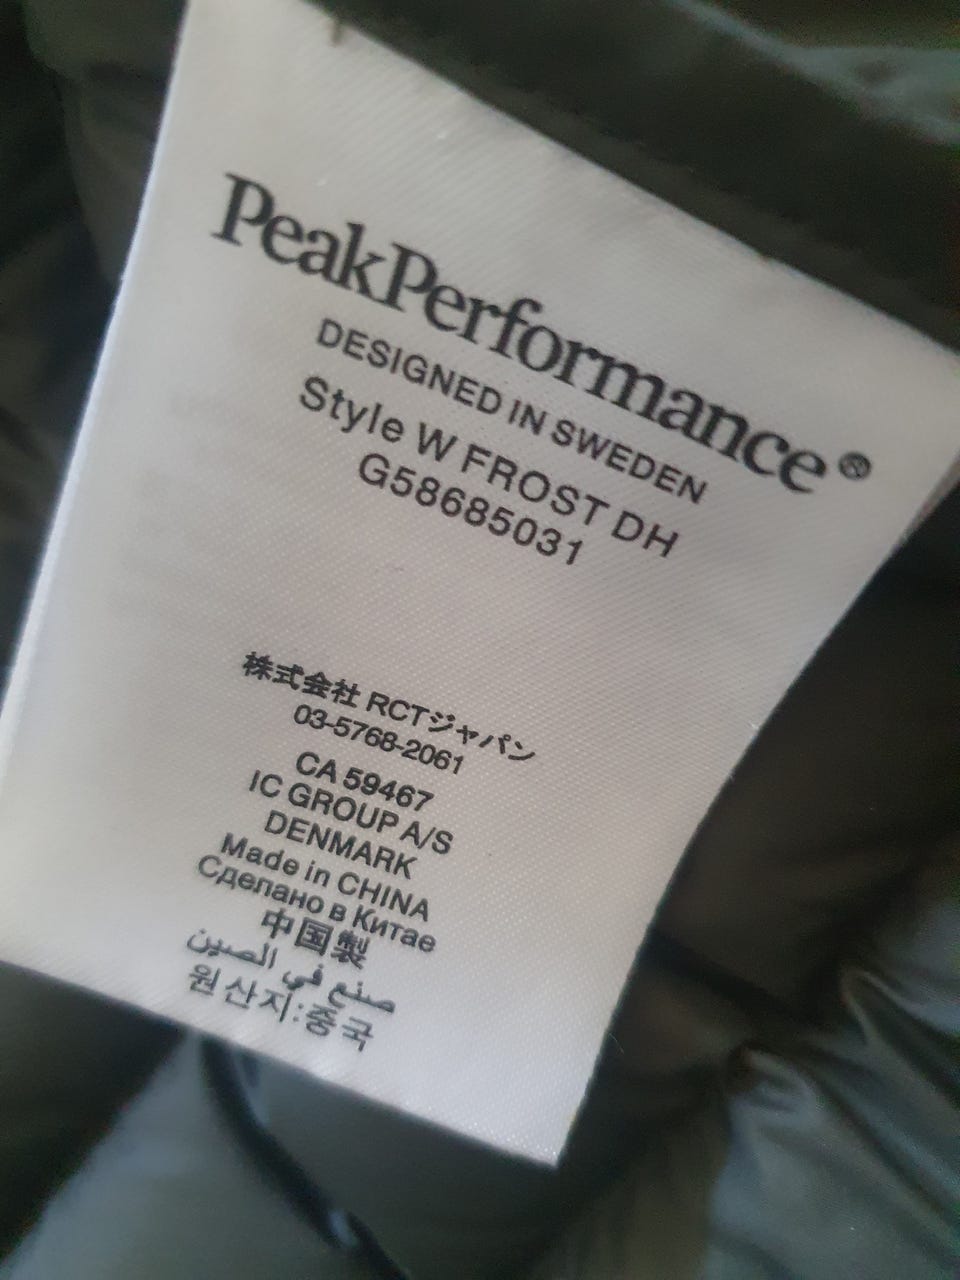 PeakPerformance®
DESIGNED IN SWEDEN
Style W FROST DH
G58685031
株式会社 RCTジャパン
03-5768-2061
CA 59467
IC GROUP A/S
DENMARK
Made in CHINA
Сделано в Китае
中国製
صنع في الصين
원산지:중국